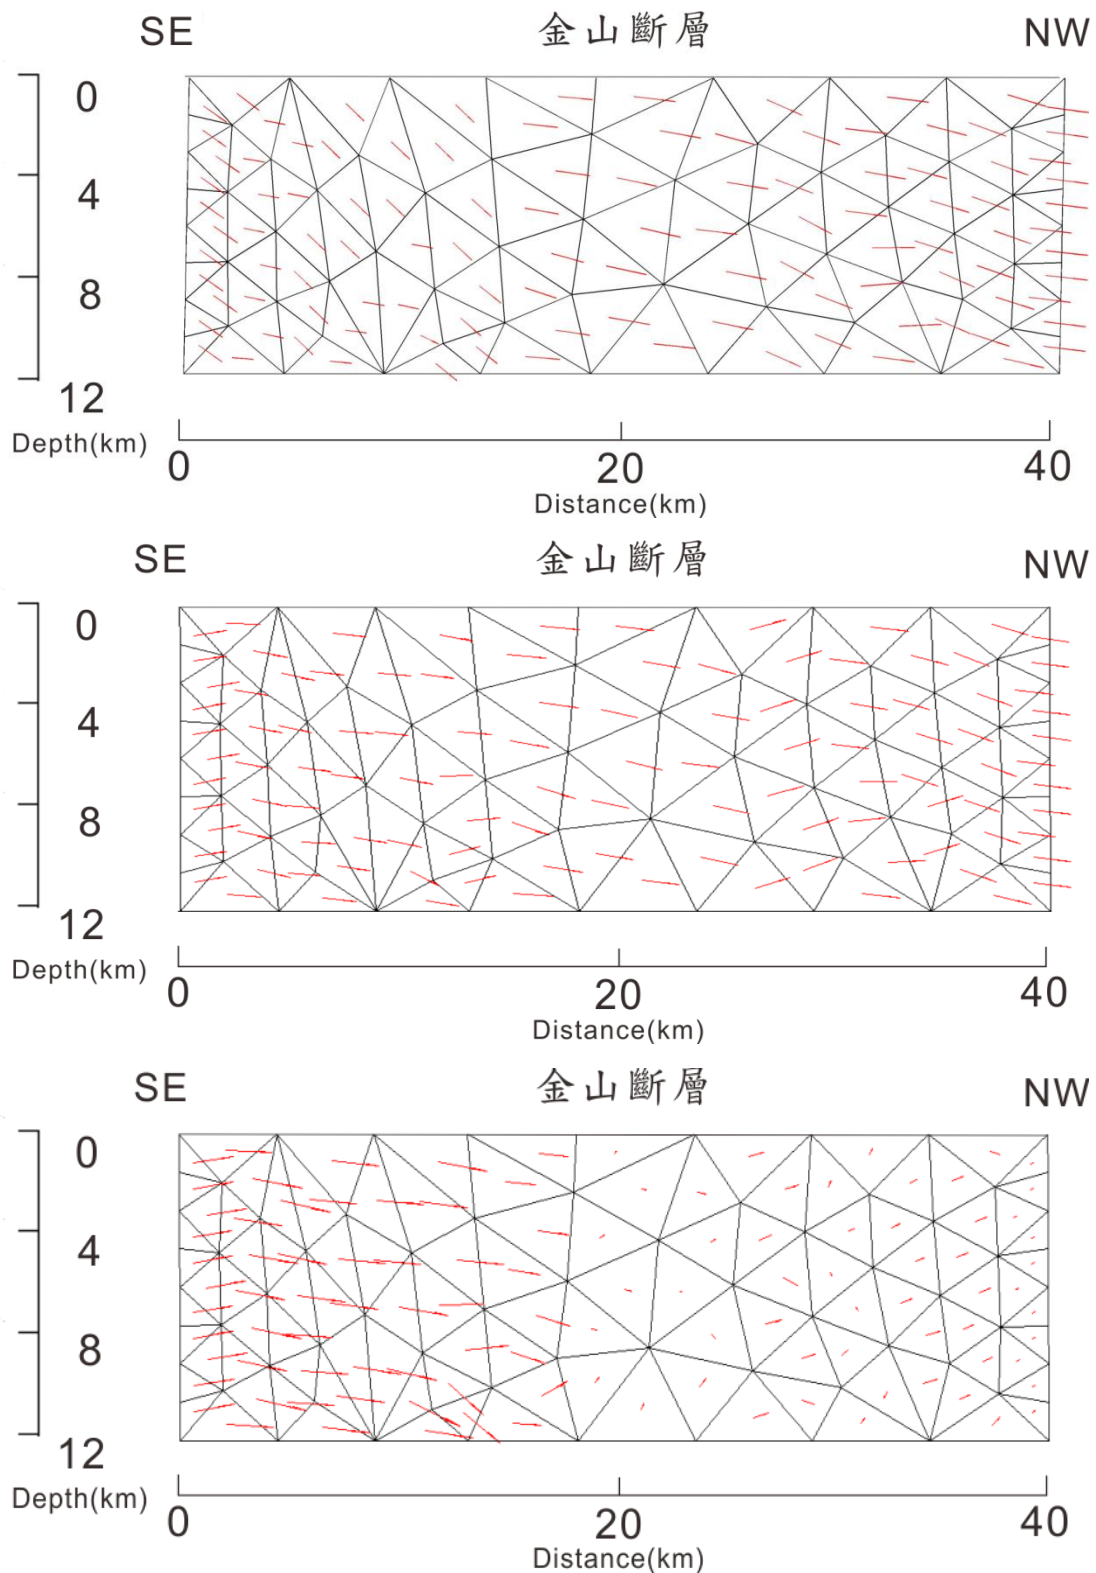 SE 金山斷層 NW
0
4
8
12
Depth(km)
0 20 40
Distance(km)
SE 金山斷層 NW
0
4
8
12
Depth(km)
0 20 40
Distance(km)
SE 金山斷層 NW
0
4
8
12
Depth(km)
0 20 40
Distance(km)